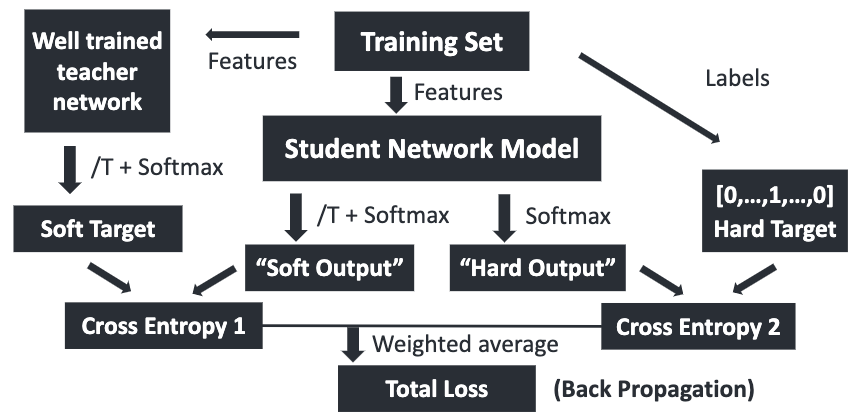 Well trained
teacher
network
Features
Training Set
Features
Labels
Student Network Model
/T + Softmax
/T + Softmax
Softmax
[0,...,1,...,0]
Hard Target
Soft Target
“Soft Output”
“Hard Output”
Cross Entropy 1
Cross Entropy 2
Weighted average
Total Loss
(Back Propagation)